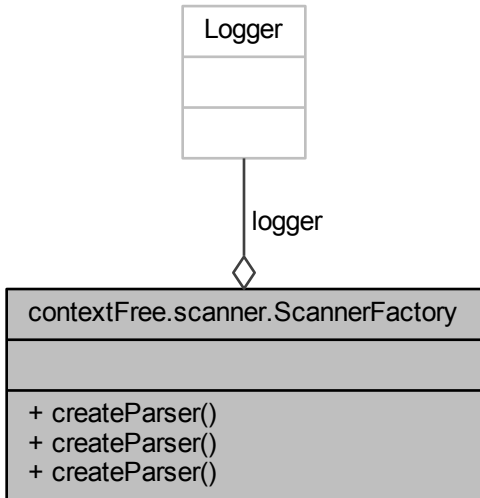 Logger
logger
contextFree.scanner.ScannerFactory
+ createParser()
+ createParser()
+ createParser()